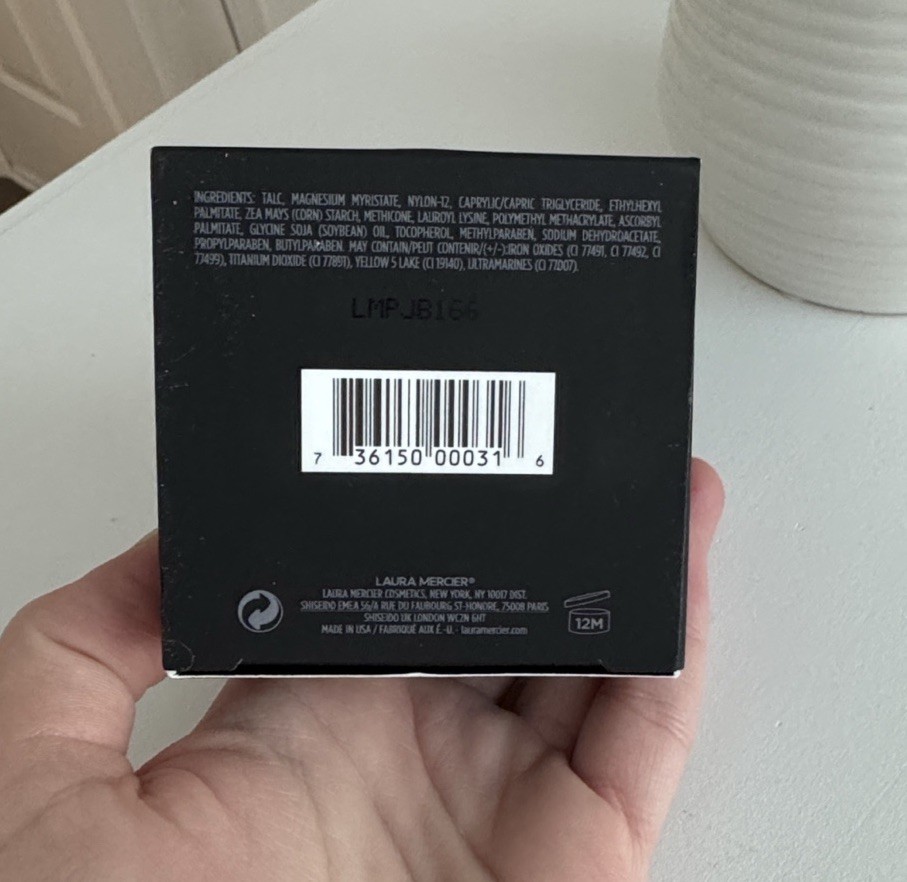 INGREDIENTS: TALC, MAGNESIUM MYRISTATE, NYLON-12, CAPRYLIC/CAPRIC TRIGLYCERIDE, ETHYLHEXYL
PALMITATE, ZEA MAYS (CORN) STARCH, METHICONE, LAUROYL LYSINE, POLYMETHYL METHACRYLATE, ASCORBYL
PALMITATE, GLYCINE SOJA (SOYBEAN) OIL, TOCOPHEROL, METHYLPARABEN, SODIUM DEHYDROACETATE,
PROPYLPARABEN, BUTYLPARABEN. MAY CONTAIN/PEUT CONTENIR/(+/-):IRON OXIDES (CI 77491, CI 77492, CI
77499), TITANIUM DIOXIDE (CI 77891), YELLOW 5 LAKE (CI 19140), ULTRAMARINES (CI 77007).
LMPJB166
7 36150 00031 6
LAURA MERCIER®
LAURA MERCIER COSMETICS, NEW YORK, NY 10017 DIST.
SHISEIDO EMEA 56/A RUE DU FAUBOURG ST-HONORÉ, 75008 PARIS
SHISEIDO UK LONDON WC2N 6HT
MADE IN USA / FABRIQUÉ AUX É.-U. - lauramercier.com
12M